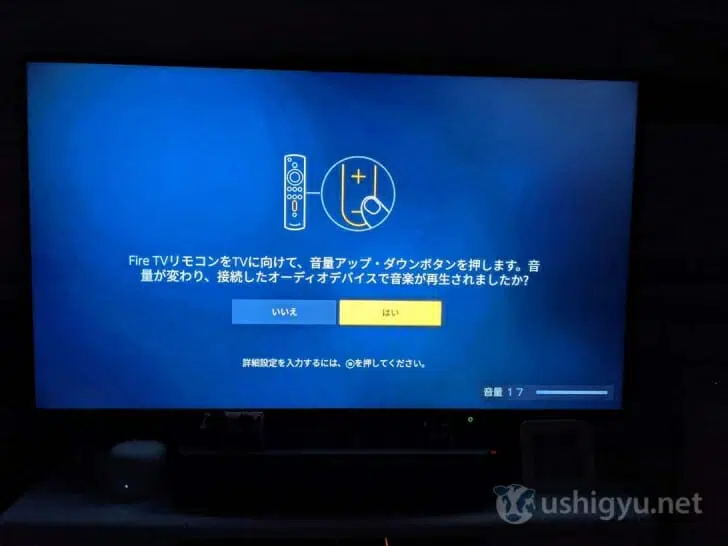 Fire TVリモコンをTVに向けて、音量アップ・ダウンボタンを押します。音
量が変わり、接続したオーディオデバイスで音楽が再生されましたか?
いいえ
はい
詳細設定を入力するには、◉を押してください。
音量 17
ushigyu.net